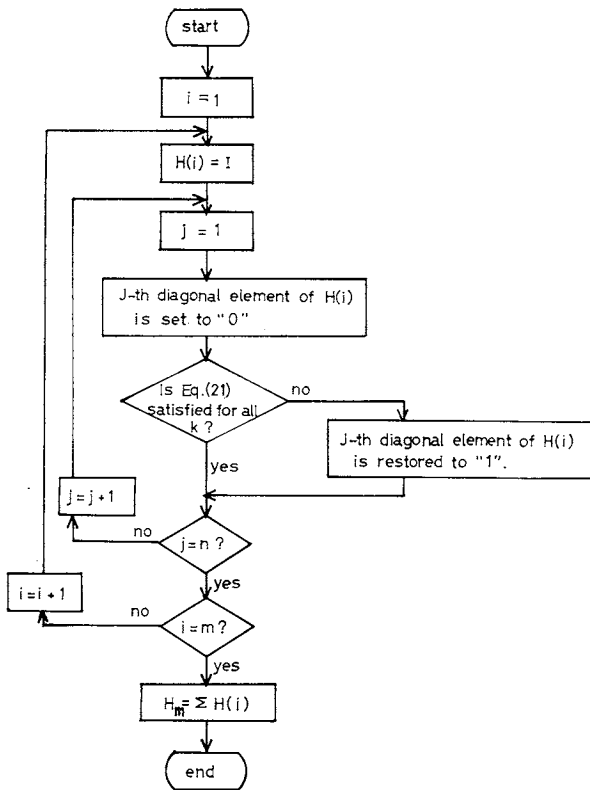 start
i = 1
H(i) = I
j = 1
J-th diagonal element of H(i)
is set to "0"
is Eq.(21)
satisfied for all
k ?
no
J-th diagonal element of H(i)
is restored to "1".
yes
j=j+1
no
j=n ?
yes
i=i+1
no
i=m ?
yes
Hm= Σ H(i)
end